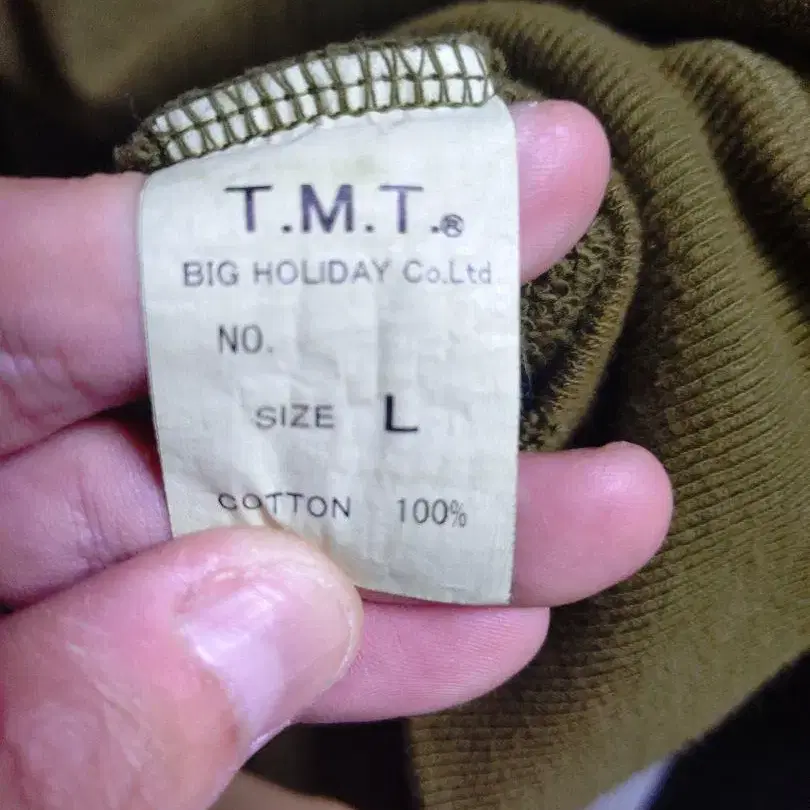 T.M.T.®
BIG HOLIDAY Co.Ltd
NO.
SIZE L
COTTON 100%